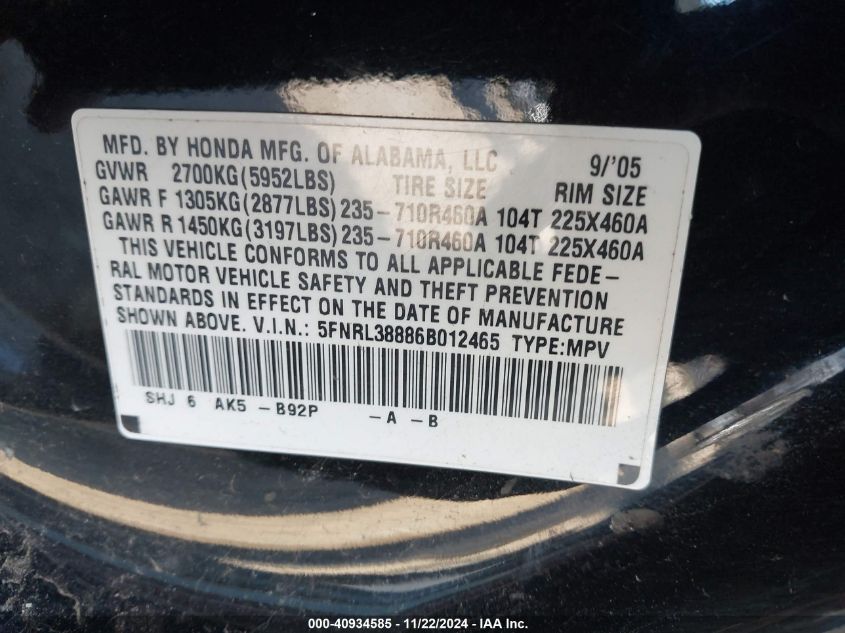 MFD. BY HONDA MFG. OF ALABAMA, LLC 9/'05
GVWR 2700KG(5952LBS) TIRE SIZE RIM SIZE
GAWR F 1305KG(2877LBS)235-710R460A 104T 225X460A
GAWR R 1450KG(3197LBS)235-710R460A 104T 225X460A
THIS VEHICLE CONFORMS TO ALL APPLICABLE FEDE-
RAL MOTOR VEHICLE SAFETY AND THEFT PREVENTION
STANDARDS IN EFFECT ON THE DATE OF MANUFACTURE
SHOWN ABOVE. V.I.N.: 5FNRL38886B012465 TYPE:MPV
SHJ 6 AK5 -B92P -A -B
000-40934585 - 11/22/2024 - IAA Inc.